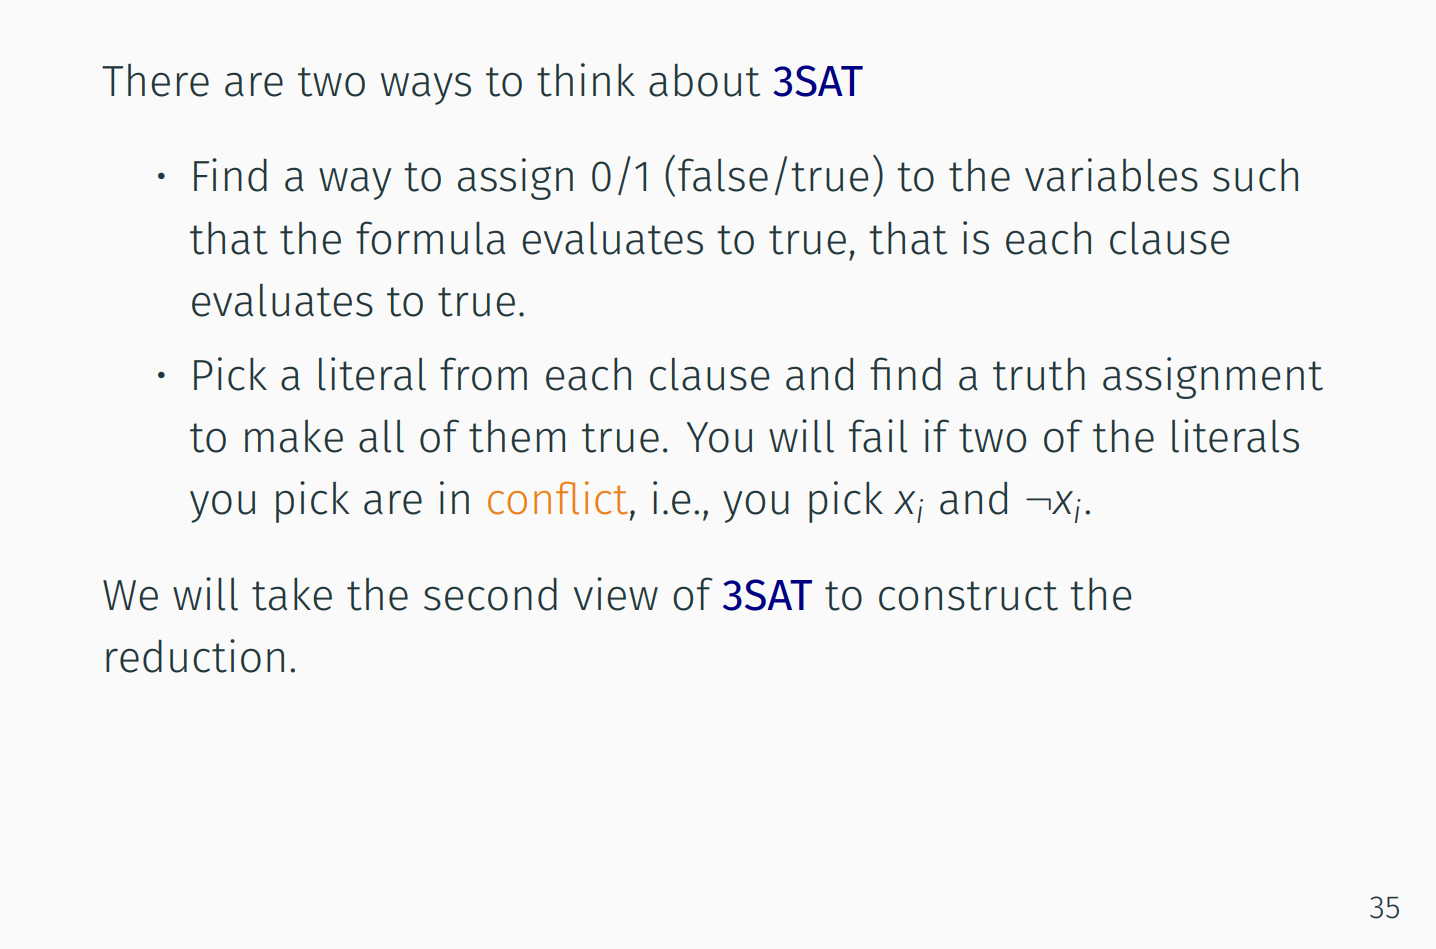 There are two ways to think about 3SAT
• Find a way to assign 0/1 (false/true) to the variables such
that the formula evaluates to true, that is each clause
evaluates to true.
• Pick a literal from each clause and find a truth assignment
to make all of them true. You will fail if two of the literals
you pick are in conflict, i.e., you pick xᵢ and ¬xᵢ.
We will take the second view of 3SAT to construct the
reduction.
35